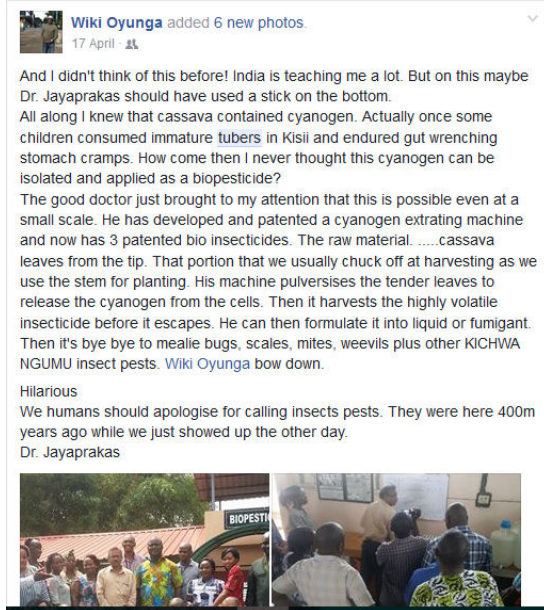 Wiki Oyunga added 6 new photos.
17 April ·
And I didn't think of this before! India is teaching me a lot. But on this maybe
Dr. Jayaprakas should have used a stick on the bottom.
All along I knew that cassava contained cyanogen. Actually once some
children consumed immature tubers in Kisii and endured gut wrenching
stomach cramps. How come then I never thought this cyanogen can be
isolated and applied as a biopesticide?
The good doctor just brought to my attention that this is possible even at a
small scale. He has developed and patented a cyanogen extrating machine
and now has 3 patented bio insecticides. The raw material. .....cassava
leaves from the tip. That portion that we usually chuck off at harvesting as we
use the stem for planting. His machine pulversises the tender leaves to
release the cyanogen from the cells. Then it harvests the highly volatile
insecticide before it escapes. He can then formulate it into liquid or fumigant.
Then it's bye bye to mealie bugs, scales, mites, weevils plus other KICHWA
NGUMU insect pests. Wiki Oyunga bow down.
Hilarious
We humans should apologise for calling insects pests. They were here 400m
years ago while we just showed up the other day.
Dr. Jayaprakas
BIOPESTI